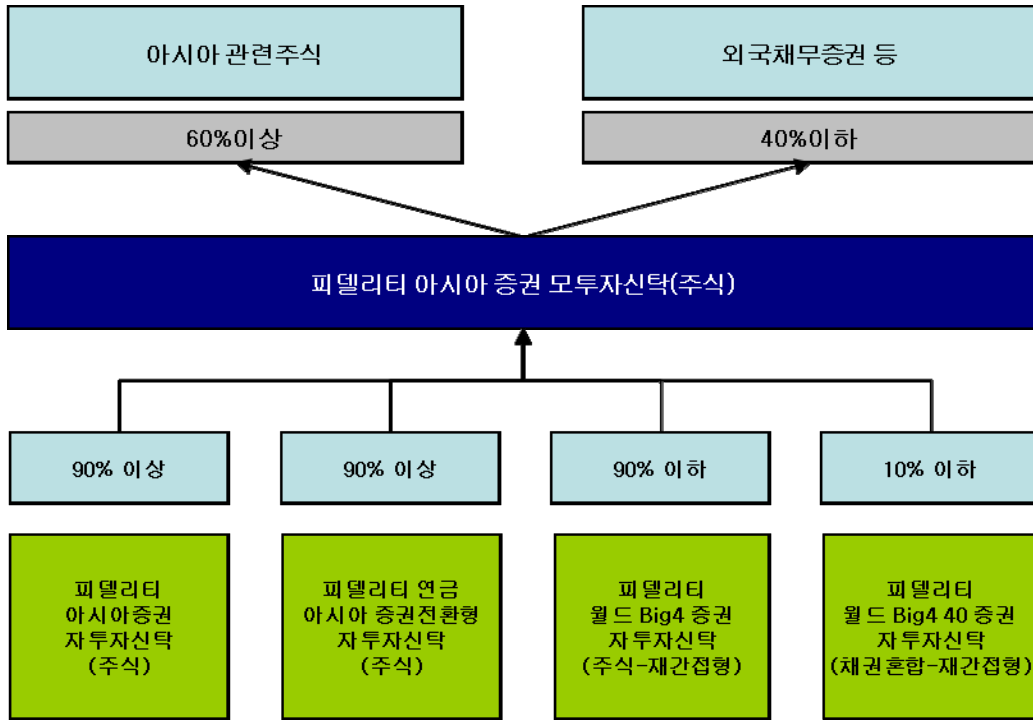 아시아 관련주식
외국채무증권 등
60%이상
40%이하
피델리티 아시아 증권 모투자신탁(주식)
90% 이상
90% 이상
90% 이하
10% 이하
피델리티
아시아증권
자투자신탁
(주식)
피델리티 연금
아시아 증권전환형
자투자신탁
(주식)
피델리티
월드 Big4 증권
자투자신탁
(주식-재간접형)
피델리티
월드 Big4 40 증권
자투자신탁
(채권혼합-재간접형)